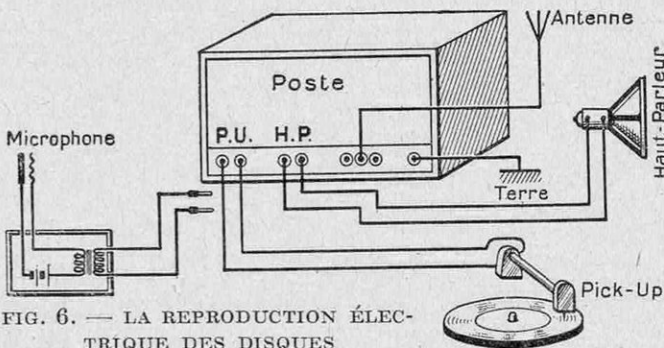 Antenne
Poste
Haut-Parleur
P.U. H.P.
Microphone
Terre
Pick-Up
FIG. 6. — LA REPRODUCTION ÉLEC-
TRIQUE DES DISQUES